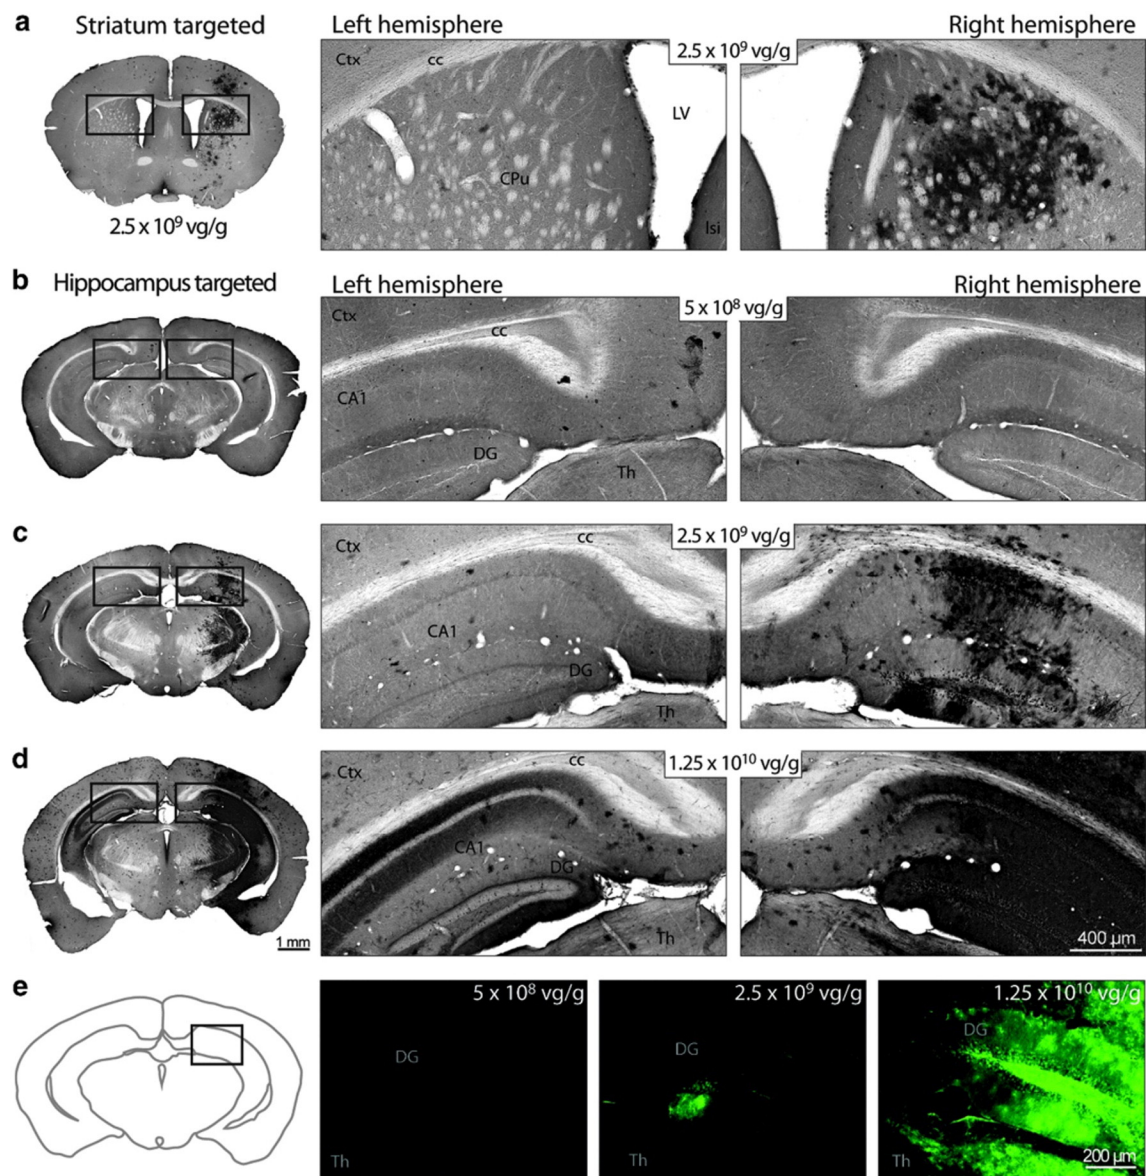 a Striatum targeted Left hemisphere Right hemisphere
Ctx cc 2.5 x 10⁹ vg/g
LV
CPu
lsi
2.5 x 10⁹ vg/g
b Hippocampus targeted Left hemisphere Right hemisphere
Ctx cc 5 x 10⁸ vg/g
CA1
DG
Th
c cc 2.5 x 10⁹ vg/g
Ctx
CA1
DG
Th
d cc
Ctx 1.25 x 10¹⁰ vg/g
CA1
DG
Th
1 mm 400 µm
e 5 x 10⁸ vg/g 2.5 x 10⁹ vg/g 1.25 x 10¹⁰ vg/g
DG DG DG
Th Th Th 200 µm